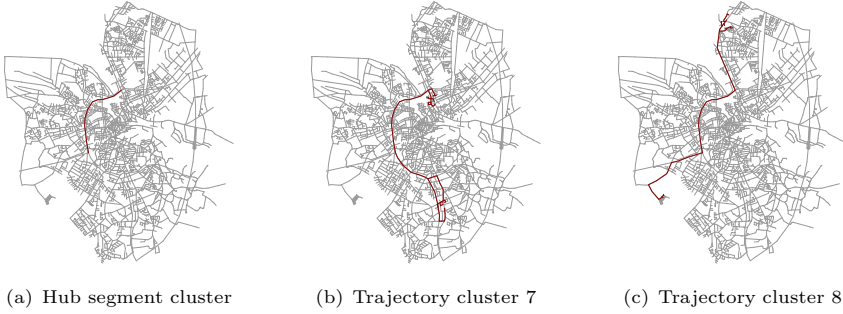 (a) Hub segment cluster
(b) Trajectory cluster 7
(c) Trajectory cluster 8